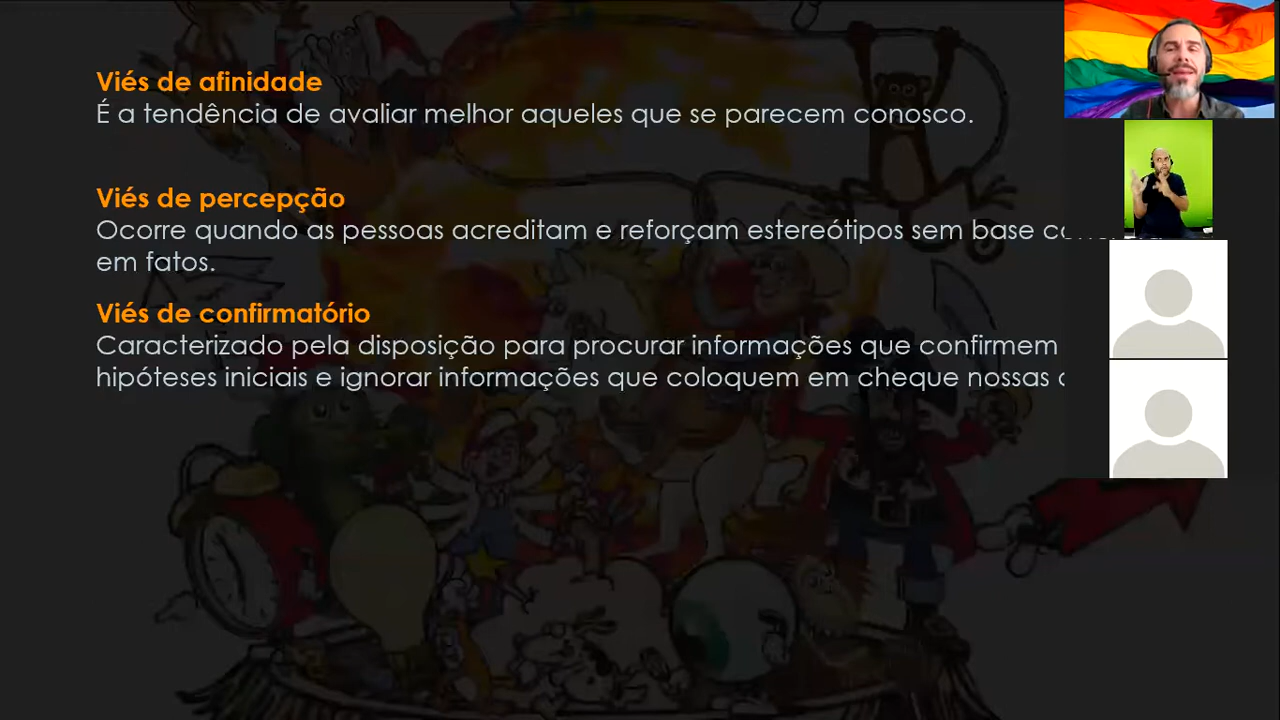 Viés de afinidade
É a tendência de avaliar melhor aqueles que se parecem conosco.
Viés de percepção
Ocorre quando as pessoas acreditam e reforçam estereótipos sem base
em fatos.
Viés de confirmatório
Caracterizado pela disposição para procurar informações que confirmem
hipóteses iniciais e ignorar informações que coloquem em cheque nossas